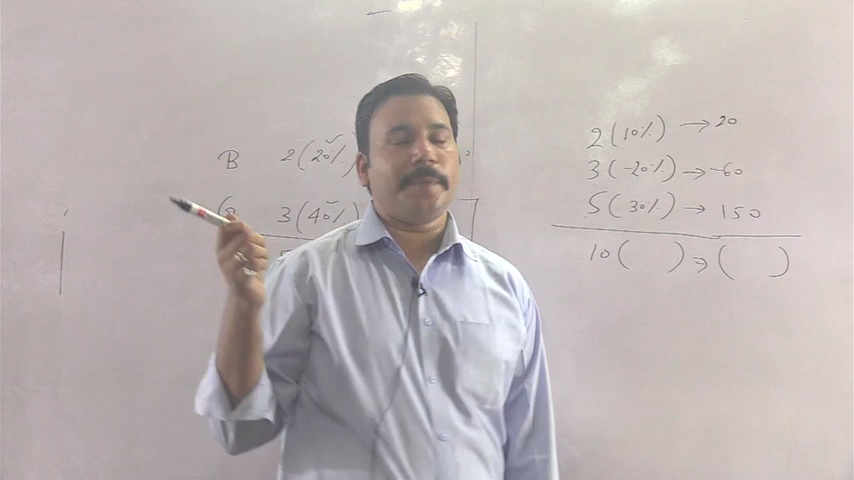 B 2(20%
3(40%)
2(10%) → 20
3(-20%) → -60
5(30%) → 150
10( ) → ( )